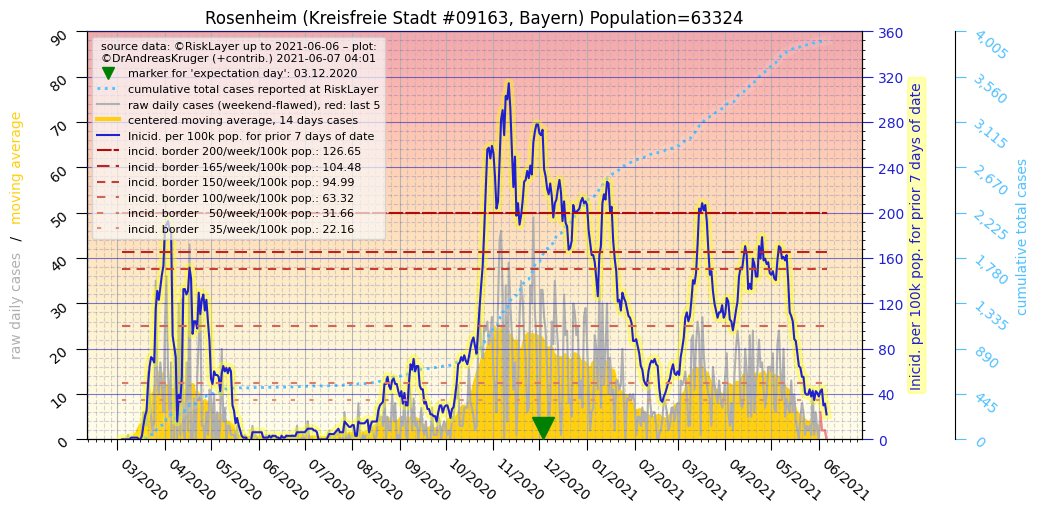 Rosenheim (Kreisfreie Stadt #09163, Bayern) Population=63324
source data: ©RiskLayer up to 2021-06-06 – plot:
©DrAndreasKruger (+contrib.) 2021-06-07 04:01
marker for 'expectation day': 03.12.2020
cumulative total cases reported at RiskLayer
raw daily cases (weekend-flawed), red: last 5
centered moving average, 14 days cases
Inicid. per 100k pop. for prior 7 days of date
incid. border 200/week/100k pop.: 126.65
incid. border 165/week/100k pop.: 104.48
incid. border 150/week/100k pop.: 94.99
incid. border 100/week/100k pop.: 63.32
incid. border 50/week/100k pop.: 31.66
incid. border 35/week/100k pop.: 22.16
raw daily cases / moving average
90
80
70
60
50
40
30
20
10
0
360
320
280
240
200
160
120
80
40
0
Inicid. per 100k pop. for prior 7 days of date
4,005
3,560
3,115
2,670
2,225
1,780
1,335
890
445
0
cumulative total cases
03/2020
04/2020
05/2020
06/2020
07/2020
08/2020
09/2020
10/2020
11/2020
12/2020
01/2021
02/2021
03/2021
04/2021
05/2021
06/2021